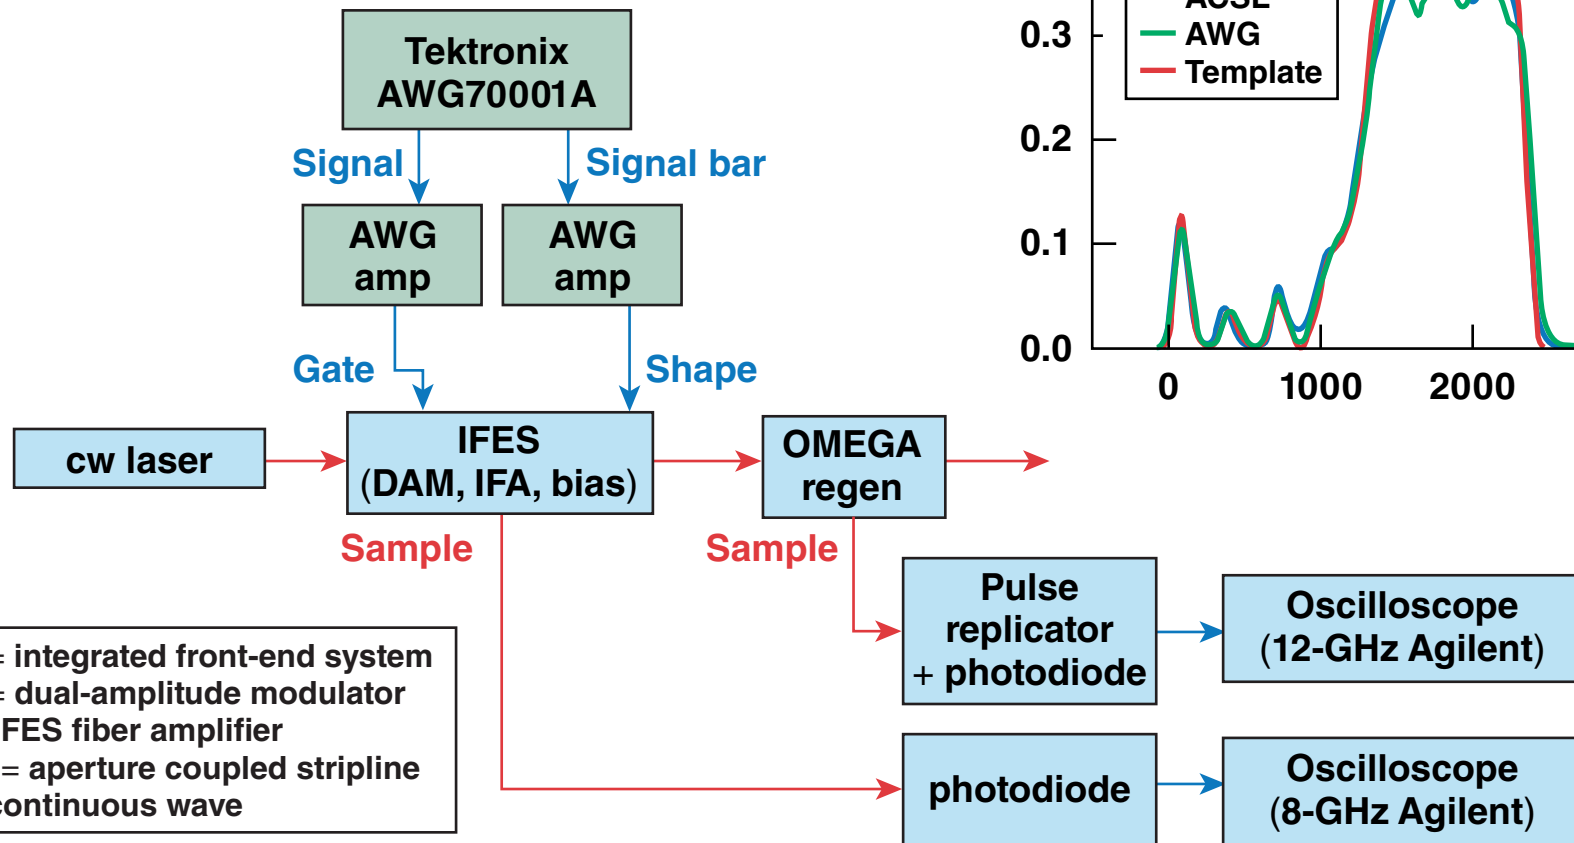 Tektronix
AWG70001A
Signal
Signal bar
AWG
amp
AWG
amp
Gate
Shape
cw laser
IFES
(DAM, IFA, bias)
OMEGA
regen
Sample
Sample
Pulse
replicator
+ photodiode
Oscilloscope
(12-GHz Agilent)
photodiode
Oscilloscope
(8-GHz Agilent)
= integrated front-end system
= dual-amplitude modulator
FES fiber amplifier
= aperture coupled stripline
continuous wave
AWG
Template
0.3
0.2
0.1
0.0
0
1000
2000